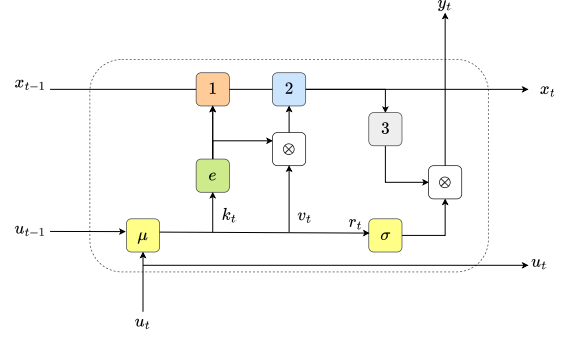 y_t
x_{t-1} 1 2 x_t
3
⊗
e ⊗
k_t v_t r_t
u_{t-1} μ σ
u_t
u_t